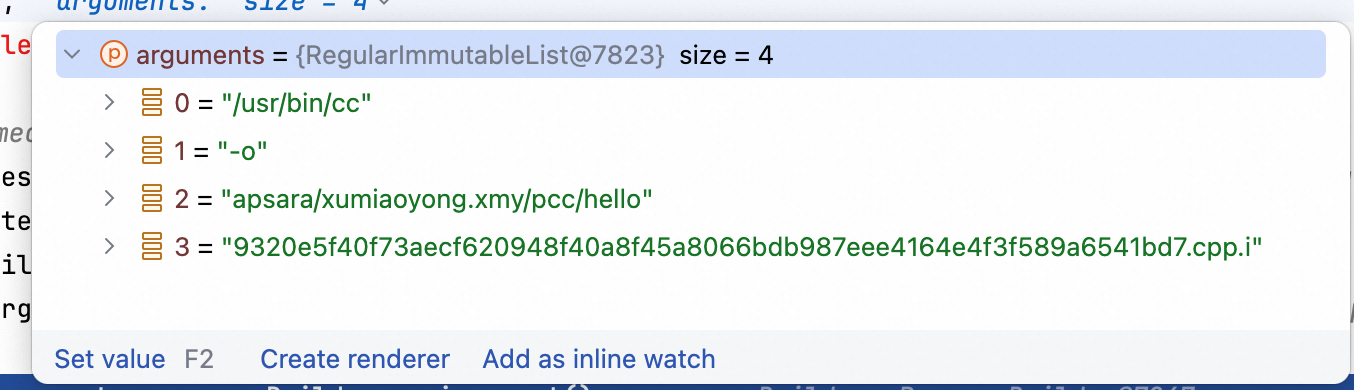 arguments:   size = 4
le
arguments = {RegularImmutableList@7823}  size = 4
0 = "/usr/bin/cc"
med
1 = "-o"
es
2 = "apsara/xumiaoyong.xmy/pcc/hello"
te
3 = "9320e5f40f73aecf620948f40a8f45a8066bdb987eee4164e4f3f589a6541bd7.cpp.i"
il
rg
Set value  F2  Create renderer  Add as inline watch